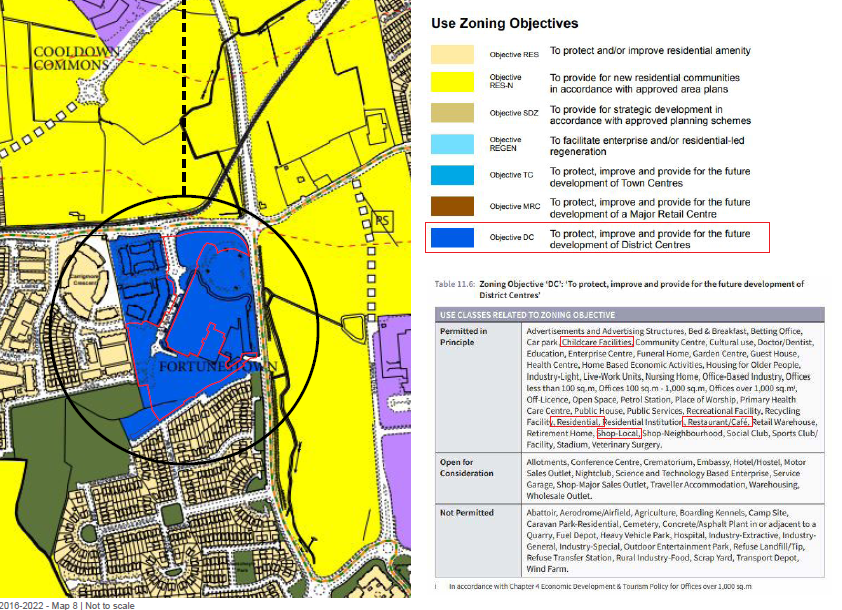 COOLDOWN
COMMONS
PS
Carrigmore
Crescent
FORTUNESTOWN
2016-2022 - Map 8 | Not to scale
Use Zoning Objectives
Objective RES To protect and/or improve residential amenity
Objective RES-N To provide for new residential communities
in accordance with approved area plans
Objective SDZ To provide for strategic development in
accordance with approved planning schemes
Objective REGEN To facilitate enterprise and/or residential-led
regeneration
Objective TC To protect, improve and provide for the future
development of Town Centres
Objective MRC To protect, improve and provide for the future
development of a Major Retail Centre
Objective DC To protect, improve and provide for the future
development of District Centres
Table 11.6: Zoning Objective 'DC': 'To protect, improve and provide for the future development of
District Centres'
USE CLASSES RELATED TO ZONING OBJECTIVE
Permitted in
Principle
Advertisements and Advertising Structures, Bed & Breakfast, Betting Office,
Car park, Childcare Facilities, Community Centre, Cultural use, Doctor/Dentist,
Education, Enterprise Centre, Funeral Home, Garden Centre, Guest House,
Health Centre, Home Based Economic Activities, Housing for Older People,
Industry-Light, Live-Work Units, Nursing Home, Office-Based Industry, Offices
less than 100 sq.m, Offices 100 sq.m - 1,000 sq.m, Offices over 1,000 sq.mⁱ,
Off-Licence, Open Space, Petrol Station, Place of Worship, Primary Health
Care Centre, Public House, Public Services, Recreational Facility, Recycling
Facility, Residential, Residential Institution, Restaurant/Café, Retail Warehouse,
Retirement Home, Shop-Local, Shop-Neighbourhood, Social Club, Sports Club/
Facility, Stadium, Veterinary Surgery.
Open for
Consideration
Allotments, Conference Centre, Crematorium, Embassy, Hotel/Hostel, Motor
Sales Outlet, Nightclub, Science and Technology Based Enterprise, Service
Garage, Shop-Major Sales Outlet, Traveller Accommodation, Warehousing,
Wholesale Outlet.
Not Permitted
Abattoir, Aerodrome/Airfield, Agriculture, Boarding Kennels, Camp Site,
Caravan Park-Residential, Cemetery, Concrete/Asphalt Plant in or adjacent to a
Quarry, Fuel Depot, Heavy Vehicle Park, Hospital, Industry-Extractive, Industry-
General, Industry-Special, Outdoor Entertainment Park, Refuse Landfill/Tip,
Refuse Transfer Station, Rural Industry-Food, Scrap Yard, Transport Depot,
Wind Farm.
i In accordance with Chapter 4 Economic Development & Tourism Policy for Offices over 1,000 sq.m